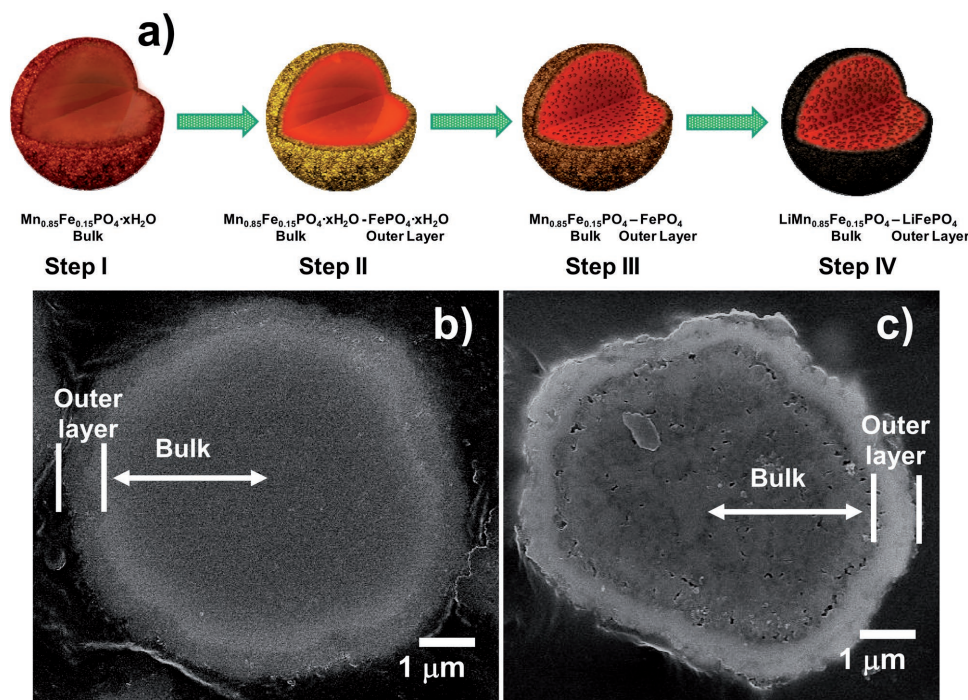 a)
Mn₀.₈₅Fe₀.₁₅PO₄·xH₂O
Bulk
Step I
Mn₀.₈₅Fe₀.₁₅PO₄·xH₂O - FePO₄·xH₂O
Bulk Outer Layer
Step II
Mn₀.₈₅Fe₀.₁₅PO₄ – FePO₄
Bulk Outer Layer
Step III
LiMn₀.₈₅Fe₀.₁₅PO₄ – LiFePO₄
Bulk Outer Layer
Step IV
b)
Outer
layer
Bulk
1 μm
c)
Outer
layer
Bulk
1 μm